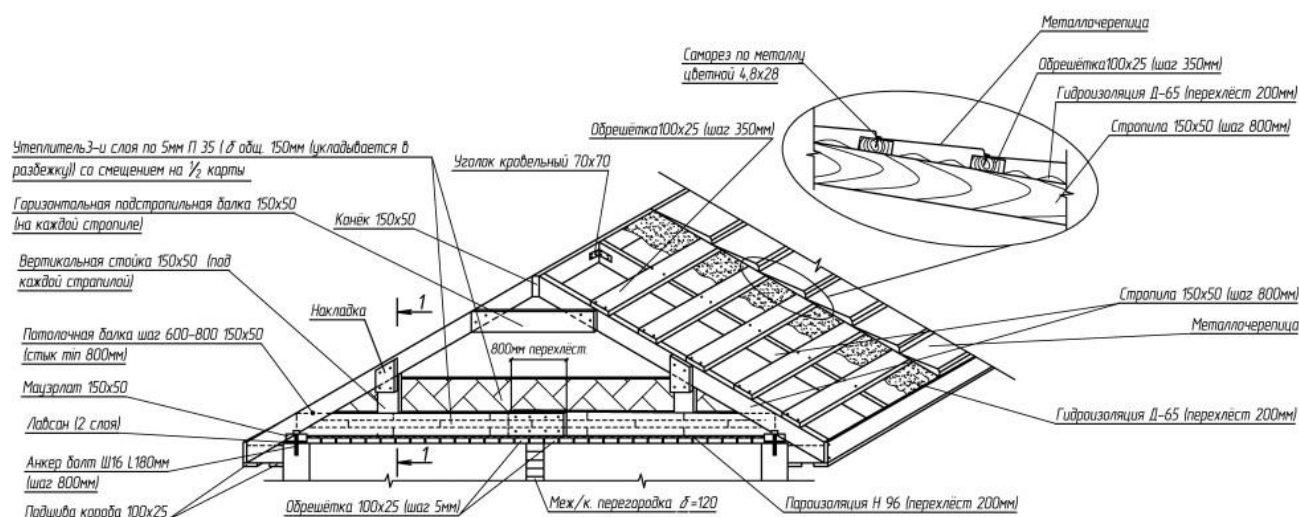 Металлочерепица
Саморез по металлу
цветной 4,8х28
Обрешётка100х25 (шаг 350мм)
Гидроизоляция Д-65 (перехлёст 200мм)
Стропила 150х50 (шаг 800мм)
Обрешётка100х25 (шаг 350мм)
Утеплитель3-и слоя по 5мм П 35 ( δ общ. 150мм (укладывается в
разбежку)) со смещением на ½ карты
Уголок кровельный 70х70
Горизонтальная подстропильная балка 150х50
(на каждой стропиле)
Конёк 150х50
Вертикальная стойка 150х50 (под
каждой страпилой)
Накладка
1
Стропила 150х50 (шаг 800мм)
Металлочерепица
Потолочная балка шаг 600-800 150х50
(стык min 800мм)
800мм перехлёст.
Мауэрлат 150х50
Лавсан (2 слоя)
Гидроизоляция Д-65 (перехлёст 200мм)
1
Анкер болт Ш16 L180мм
(шаг 800мм)
Подшива короба 100х25
Обрешётка 100х25 (шаг 5мм)
Меж/к. перегородка δ=120
Пароизоляция Н 96 (перехлёст 200мм)